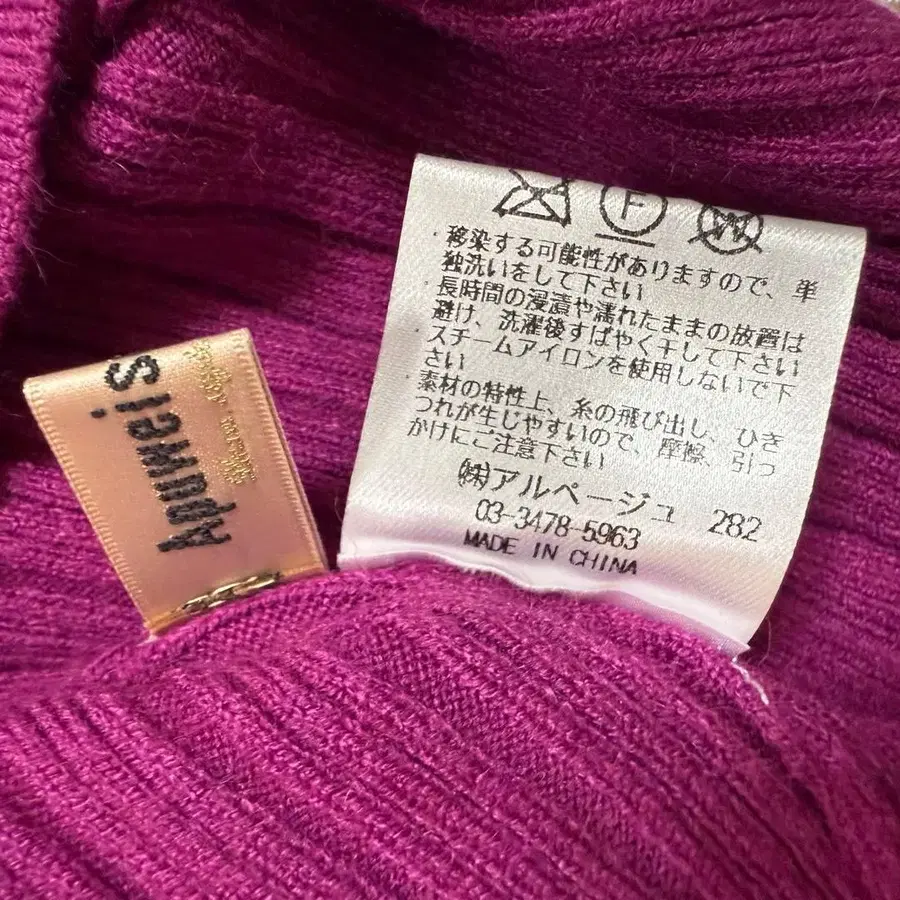 Apuweis
F
W
・移染する可能性がありますので、単
独洗いをして下さい
・長時間の浸漬や濡れたままの放置は
避け、洗濯後すばやく干して下さい
スチームアイロンを使用しないで下
さい
・素材の特性上、糸の飛び出し、ひき
つれが生じやすいので、摩擦、引っ
かけにご注意下さい
㈱アルページュ 282
03-3478-5963
MADE IN CHINA